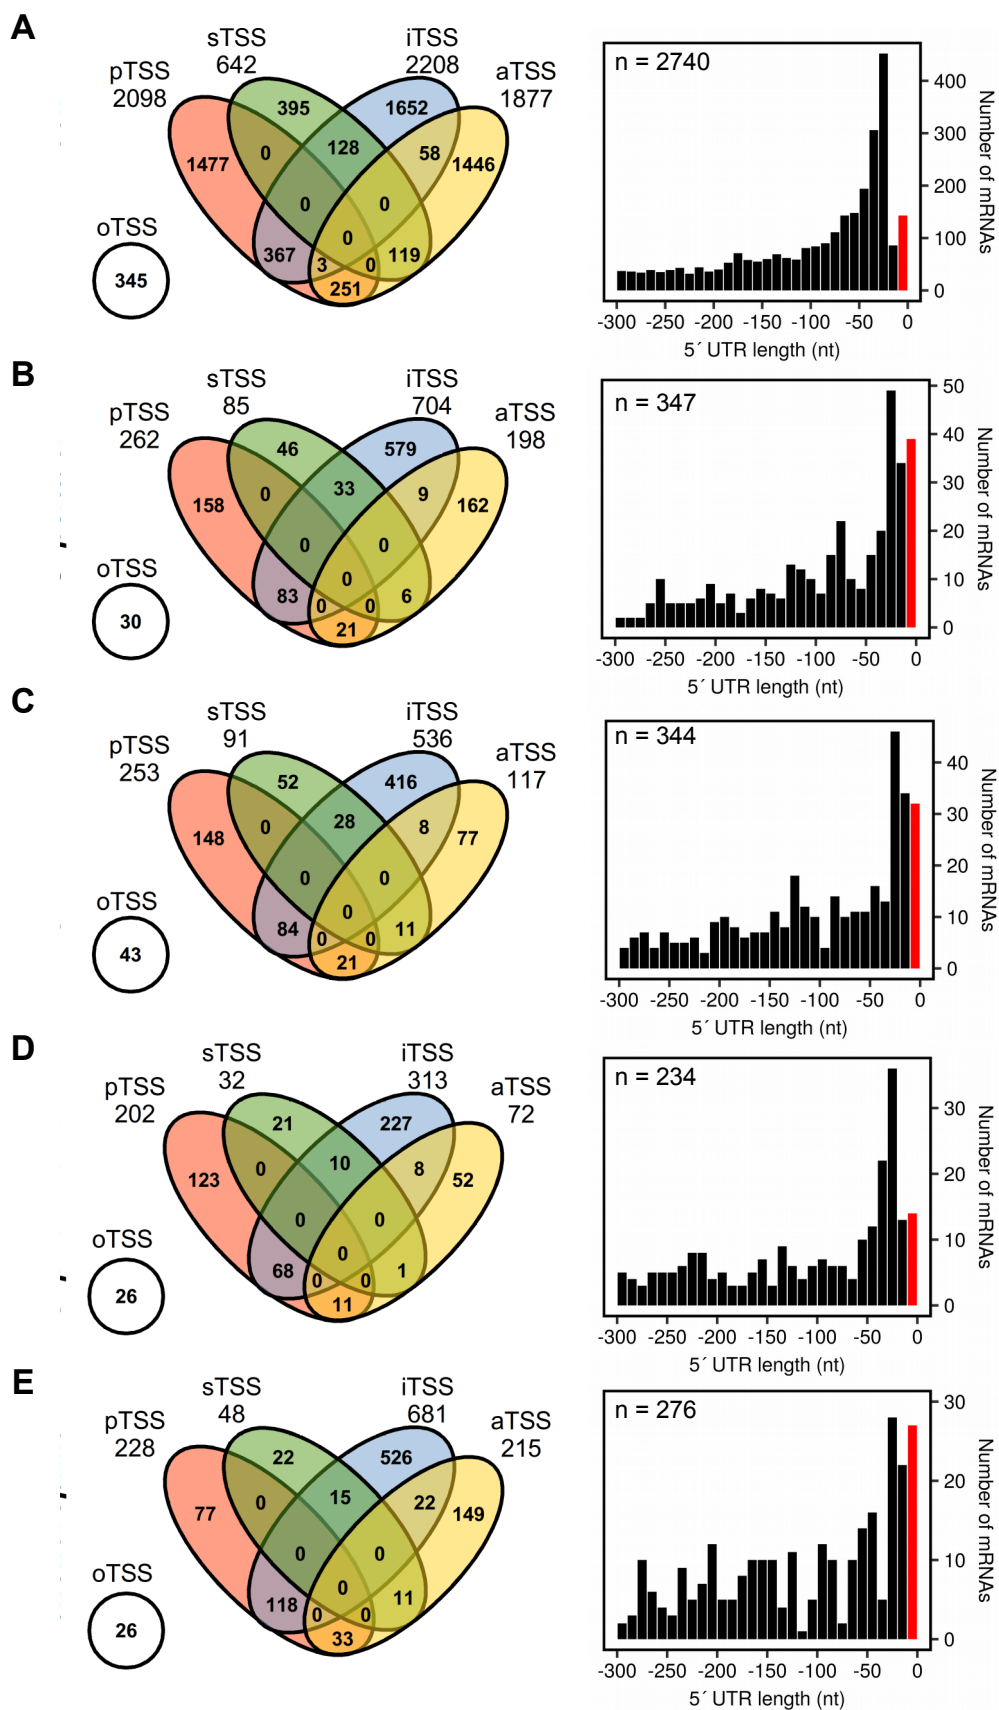 A
sTSS
642
iTSS
2208
pTSS
2098
aTSS
1877
395
1652
0
128
58
1477
1446
0
0
0
367
3
0
119
251
oTSS
345
n = 2740
400
300
200
100
0
Number of mRNAs
-300 -250 -200 -150 -100 -50 0
5´ UTR length (nt)
B
sTSS
85
iTSS
704
pTSS
262
aTSS
198
46
579
0
33
9
158
162
0
0
0
83
0
0
6
21
oTSS
30
n = 347
50
40
30
20
10
0
Number of mRNAs
-300 -250 -200 -150 -100 -50 0
5´ UTR length (nt)
C
sTSS
91
iTSS
536
pTSS
253
aTSS
117
52
416
0
28
8
148
77
0
0
0
84
0
0
11
21
oTSS
43
n = 344
40
30
20
10
0
Number of mRNAs
-300 -250 -200 -150 -100 -50 0
5´ UTR length (nt)
D
sTSS
32
iTSS
313
pTSS
202
aTSS
72
21
227
0
10
8
123
52
0
0
0
68
0
0
1
11
oTSS
26
n = 234
30
20
10
0
Number of mRNAs
-300 -250 -200 -150 -100 -50 0
5´ UTR length (nt)
E
sTSS
48
iTSS
681
pTSS
228
aTSS
215
22
526
0
15
22
77
149
0
0
0
118
0
0
11
33
oTSS
26
n = 276
30
20
10
0
Number of mRNAs
-300 -250 -200 -150 -100 -50 0
5´ UTR length (nt)